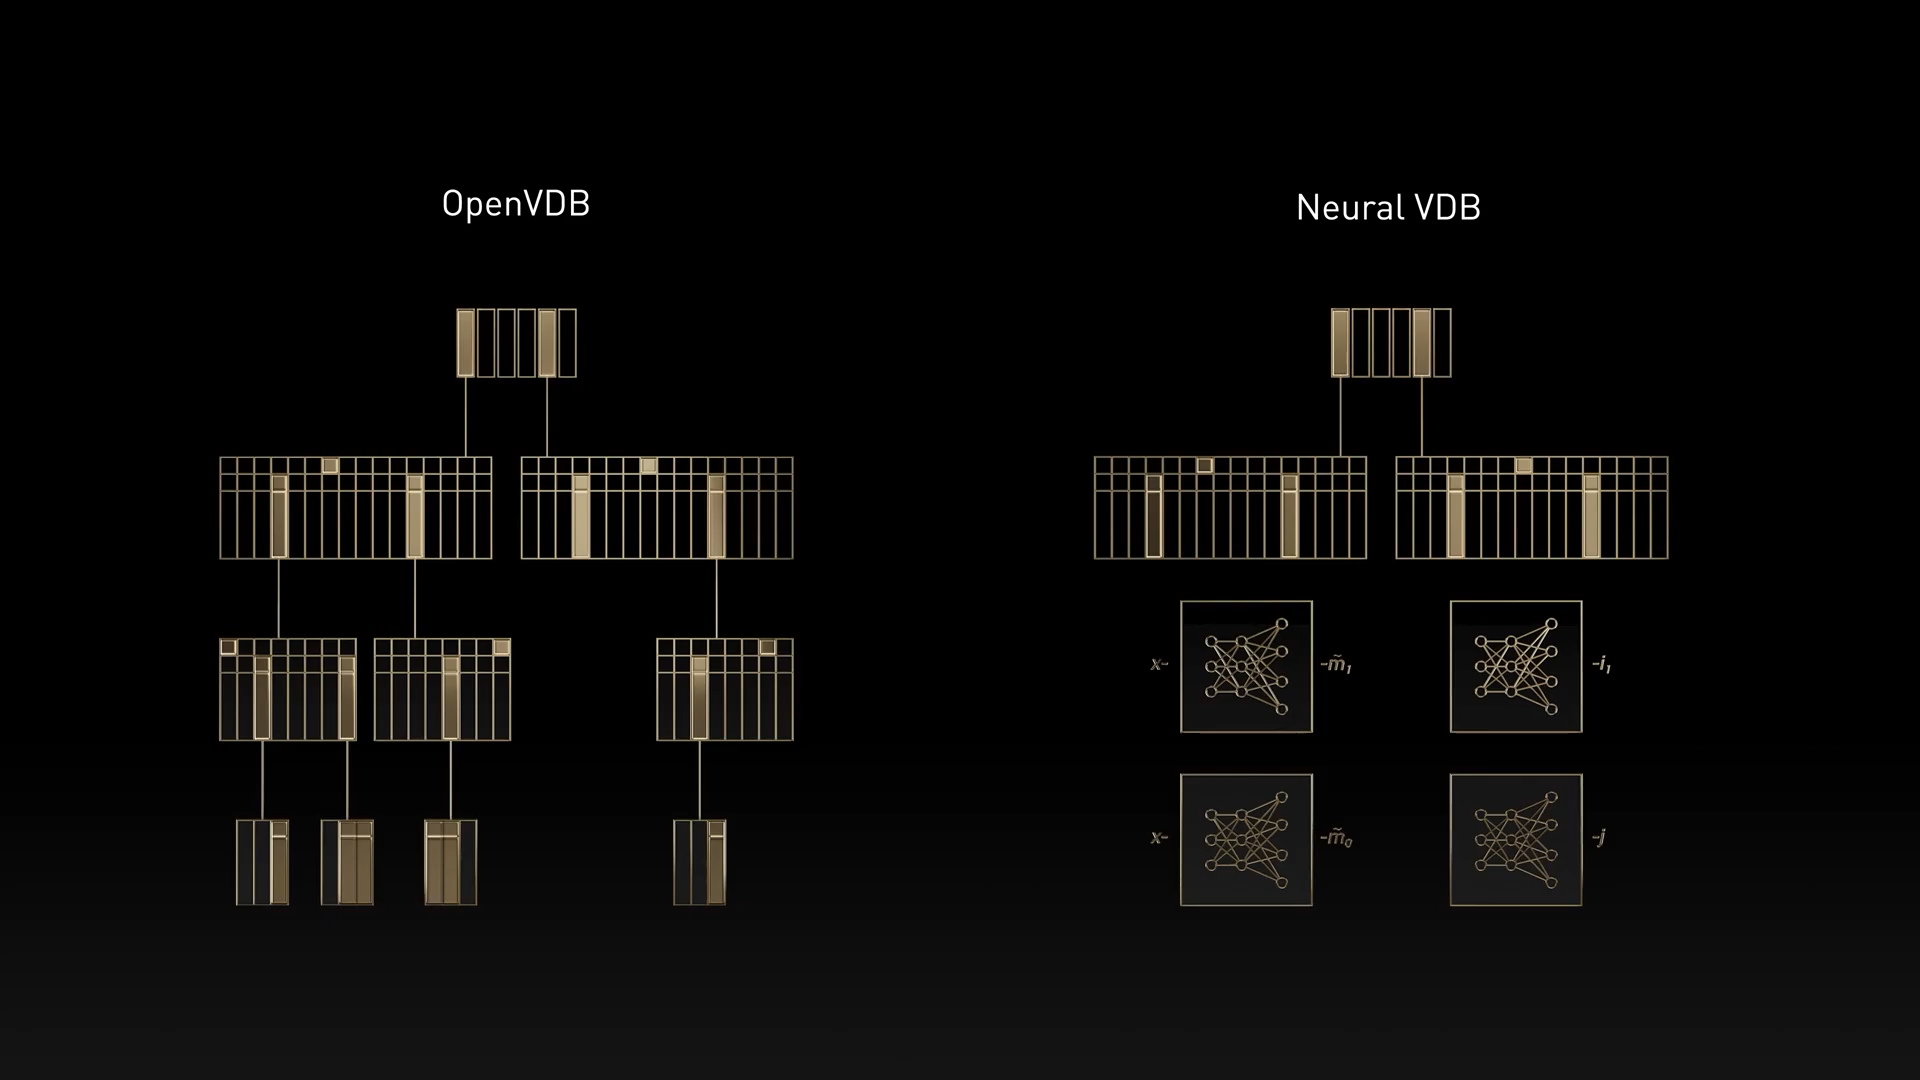 OpenVDB
Neural VDB
x- -m̃₁
-i₁
x- -m̃₀
-j